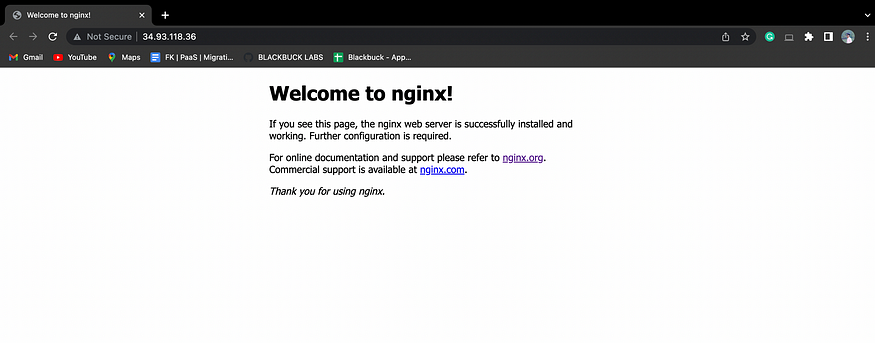 Welcome to nginx!
Not Secure | 34.93.118.36
Gmail YouTube Maps FK | PaaS | Migrati... BLACKBUCK LABS Blackbuck - App...
Welcome to nginx!
If you see this page, the nginx web server is successfully installed and
working. Further configuration is required.
For online documentation and support please refer to nginx.org.
Commercial support is available at nginx.com.
Thank you for using nginx.